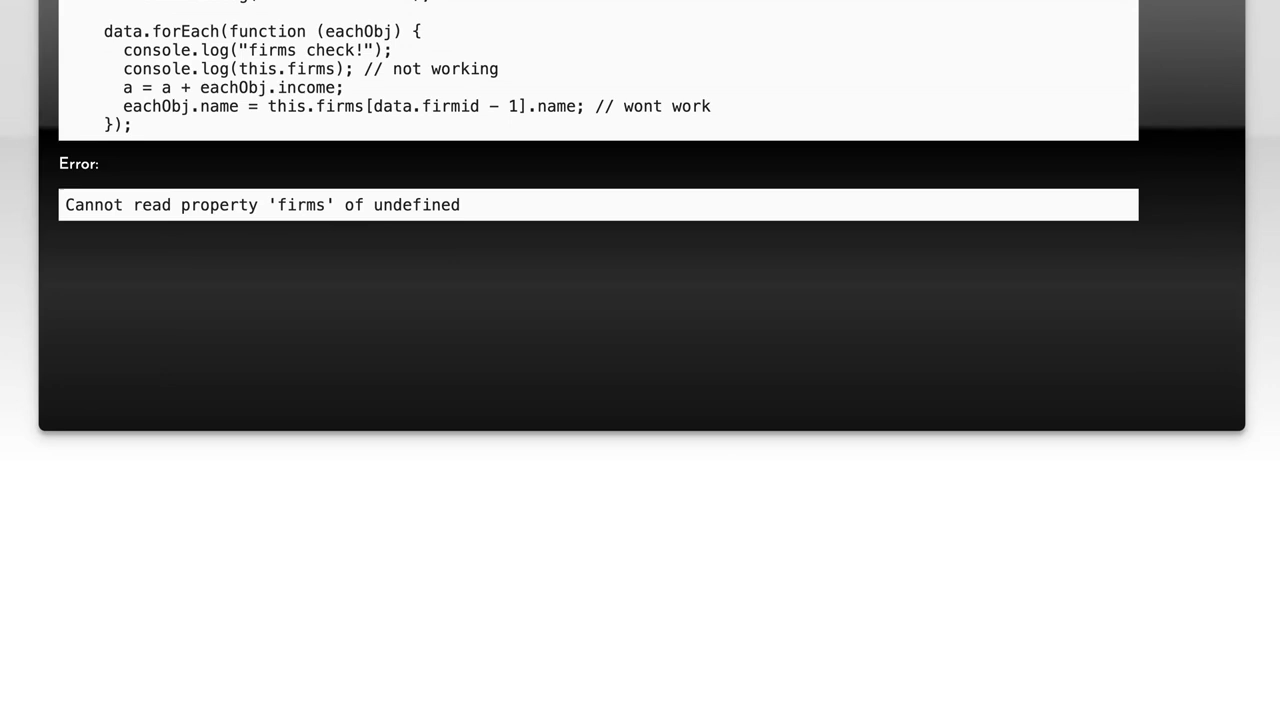 data.forEach(function (eachObj) {
console.log("firms check!");
console.log(this.firms); // not working
a = a + eachObj.income;
eachObj.name = this.firms[data.firmid - 1].name; // wont work
});
Error:
Cannot read property 'firms' of undefined